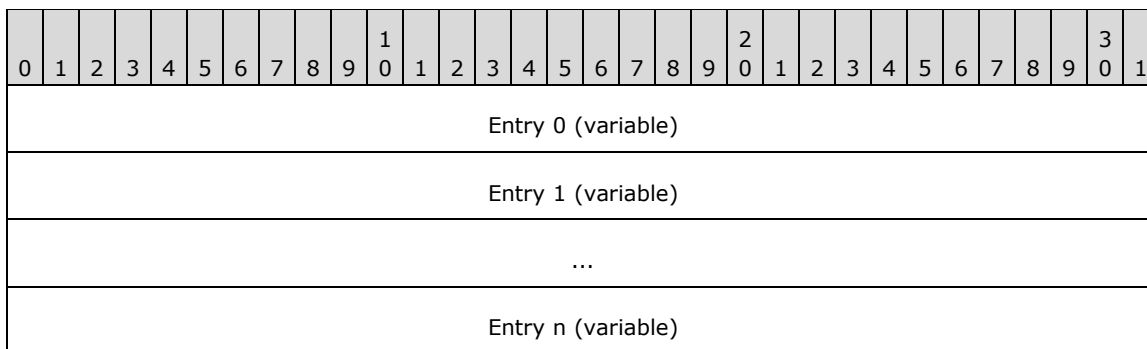 1 2 3
0 1 2 3 4 5 6 7 8 9 0 1 2 3 4 5 6 7 8 9 0 1 2 3 4 5 6 7 8 9 0 1
Entry 0 (variable)
Entry 1 (variable)
...
Entry n (variable)